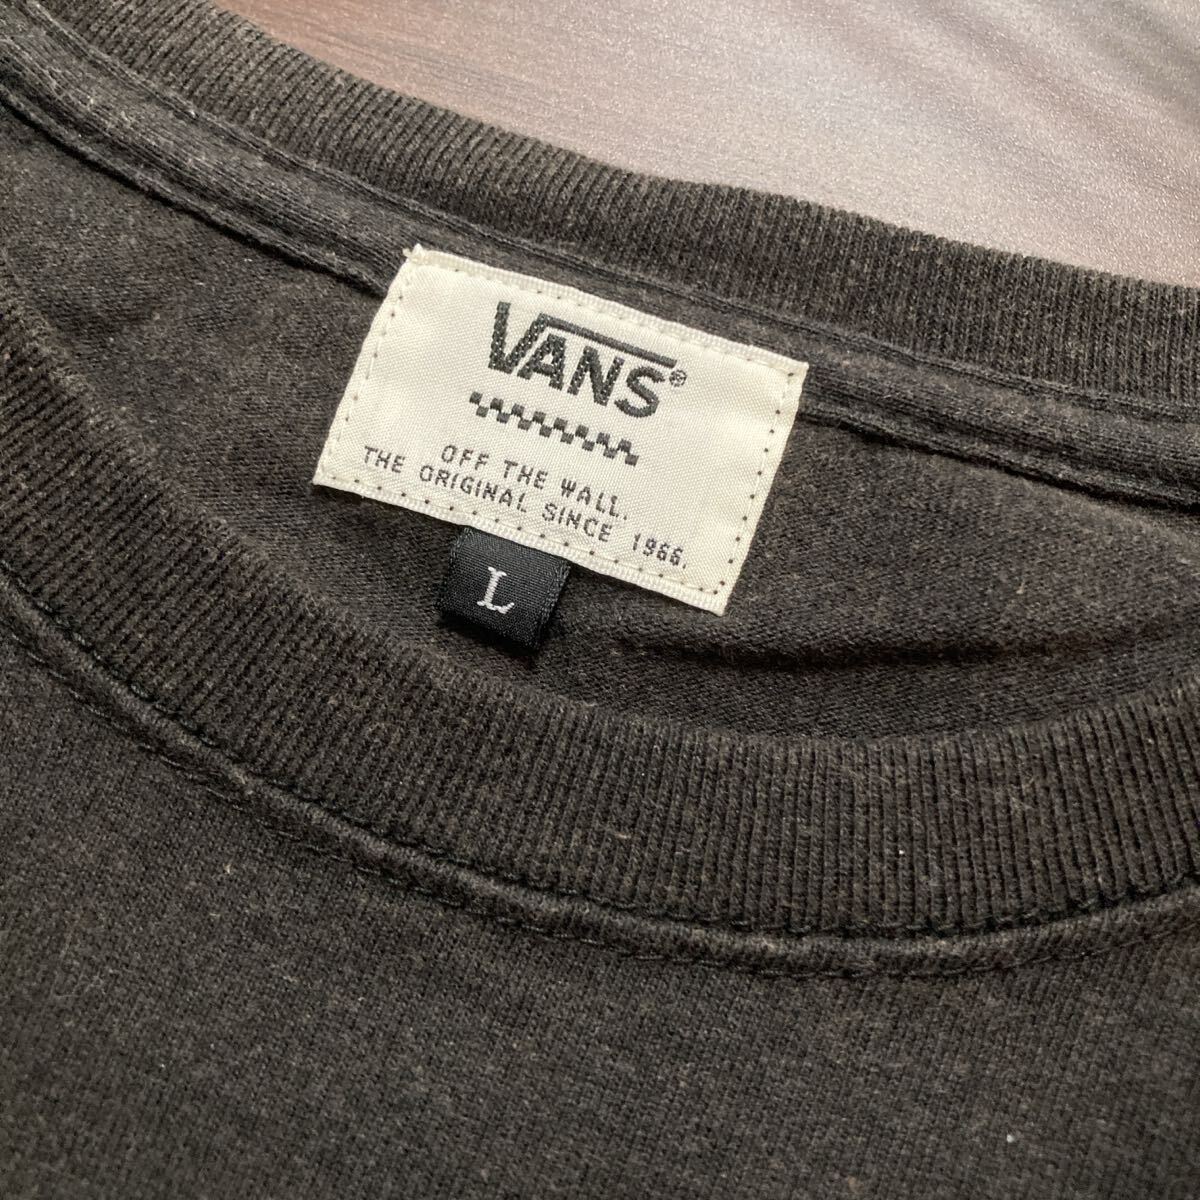 VANS®
OFF THE WALL.
THE ORIGINAL SINCE 1966.
L